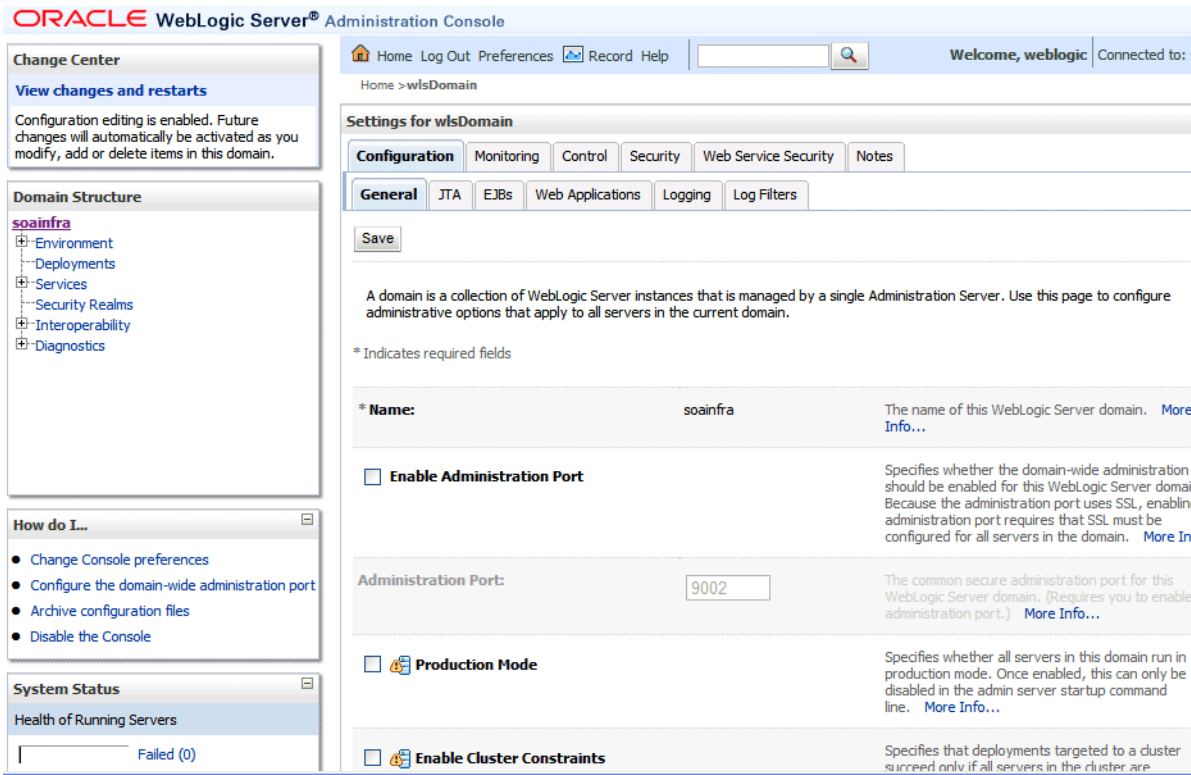 ORACLE WebLogic Server® Administration Console
Change Center
View changes and restarts
Configuration editing is enabled. Future
changes will automatically be activated as you
modify, add or delete items in this domain.
Domain Structure
soainfra
Environment
Deployments
Services
Security Realms
Interoperability
Diagnostics
How do I...
Change Console preferences
Configure the domain-wide administration port
Archive configuration files
Disable the Console
System Status
Health of Running Servers
Failed (0)
Home Log Out Preferences Record Help
Welcome, weblogic Connected to:
Home >wlsDomain
Settings for wlsDomain
Configuration Monitoring Control Security Web Service Security Notes
General JTA EJBs Web Applications Logging Log Filters
Save
A domain is a collection of WebLogic Server instances that is managed by a single Administration Server. Use this page to configure
administrative options that apply to all servers in the current domain.
* Indicates required fields
* Name: soainfra
The name of this WebLogic Server domain. More
Info...
Enable Administration Port
Specifies whether the domain-wide administration
should be enabled for this WebLogic Server domai
Because the administration port uses SSL, enabling
administration port requires that SSL must be
configured for all servers in the domain. More In
Administration Port: 9002
The common secure administration port for this
WebLogic Server domain. (Requires you to enable
administration port.) More Info...
Production Mode
Specifies whether all servers in this domain run in
production mode. Once enabled, this can only be
disabled in the admin server startup command
line. More Info...
Enable Cluster Constraints
Specifies that deployments targeted to a cluster
succeed only if all servers in the cluster are